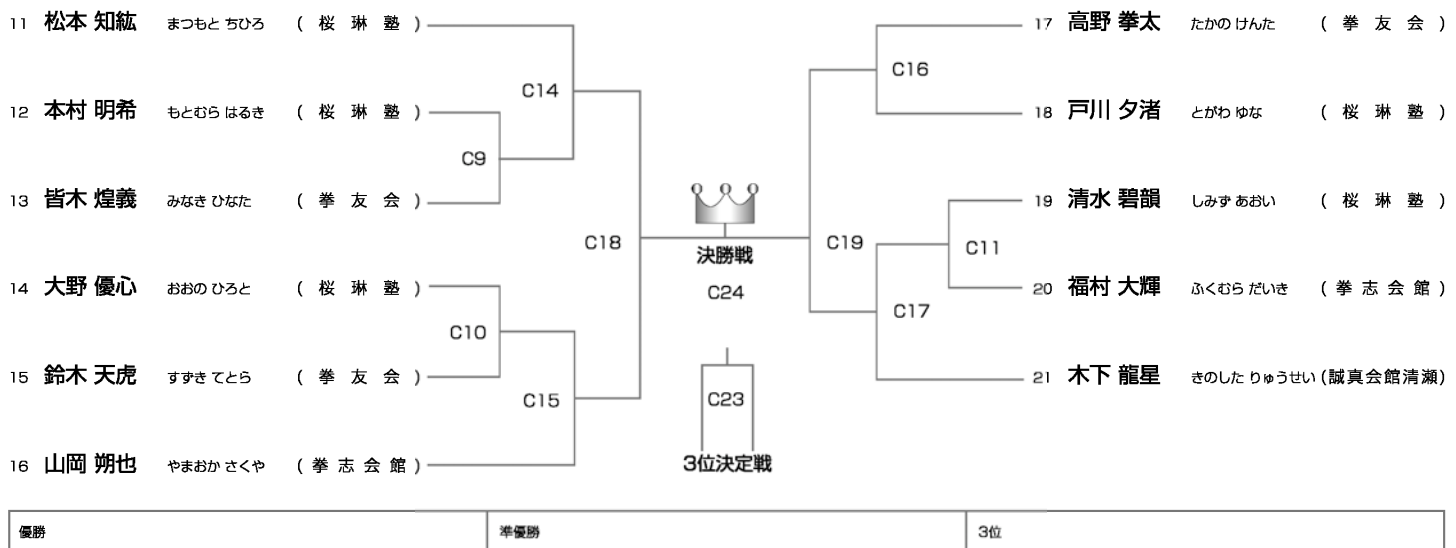 11 松本 知紘 まつもと ちひろ (桜琳塾)
12 本村 明希 もとむら はるき (桜琳塾)
13 皆木 煌義 みなき ひなた (拳友会)
14 大野 優心 おおの ひろと (桜琳塾)
15 鈴木 天虎 すずき てとら (拳友会)
16 山岡 朔也 やまおか さくや (拳志会館)
C14
C9
C18
C10
C15
決勝戦
C24
C23
3位決定戦
C16
C19
C11
C17
17 高野 拳太 たかの けんた (拳友会)
18 戸川 夕渚 とがわ ゆな (桜琳塾)
19 清水 碧韻 しみず あおい (桜琳塾)
20 福村 大輝 ふくむら だいき (拳志会館)
21 木下 龍星 きのした りゅうせい (誠真会館清瀬)
優勝
準優勝
3位